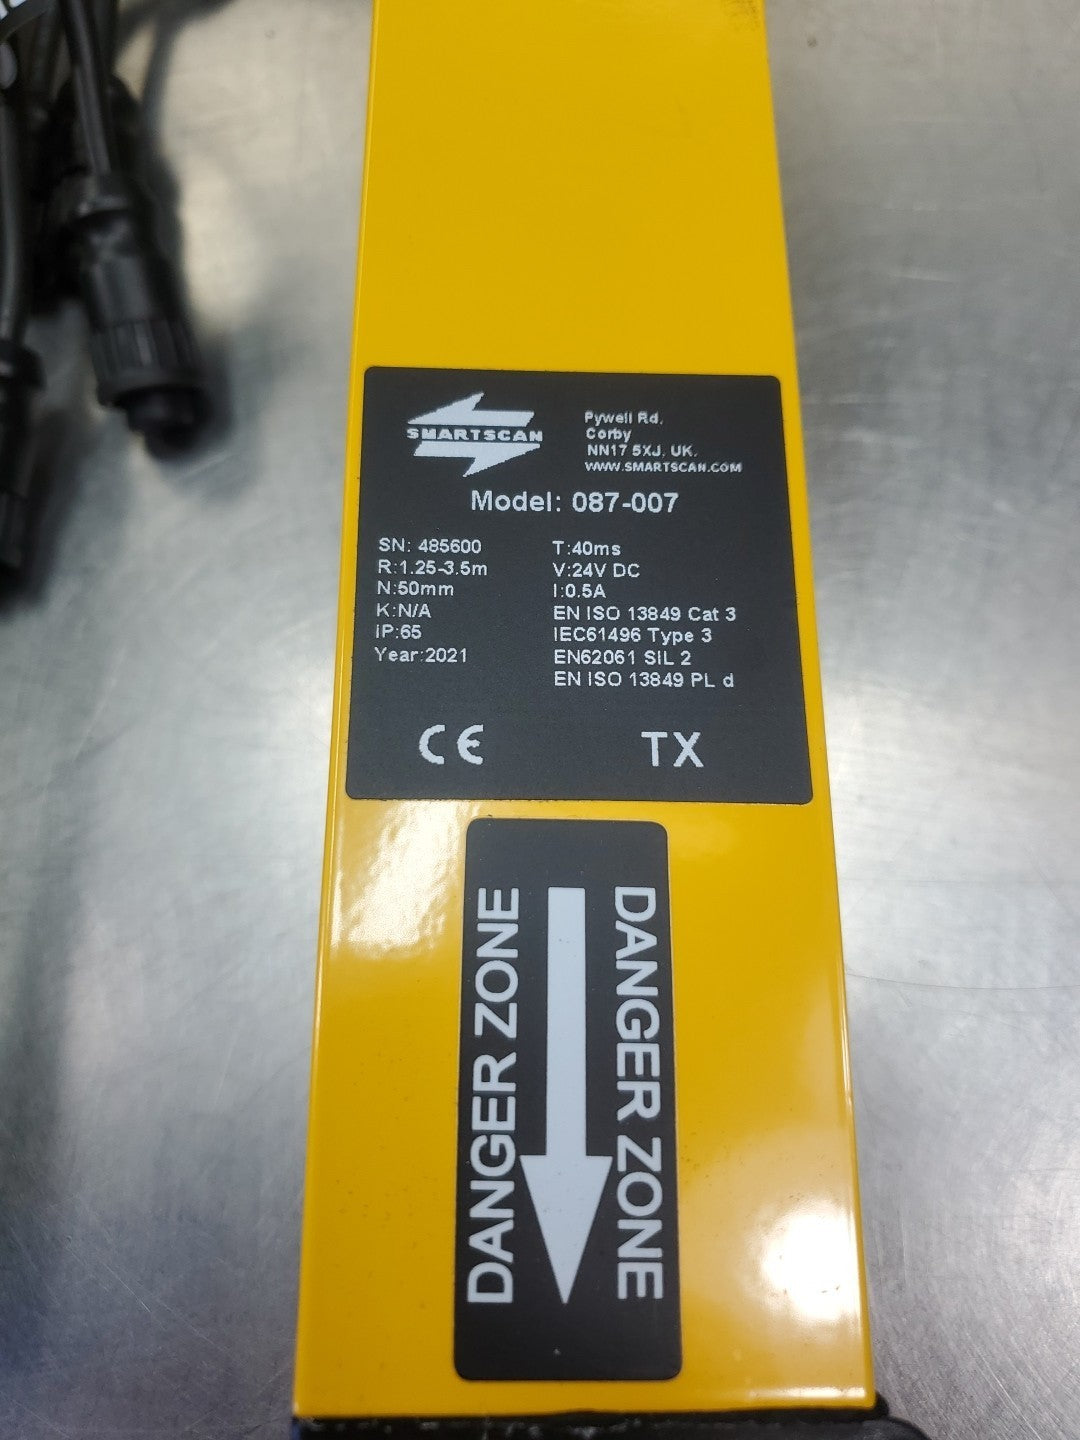 SMARTSCAN
Pywell Rd,
Corby
NN17 5XJ, UK.
WWW.SMARTSCAN.COM
Model: 087-007
SN: 485600
R:1.25-3.5m
N:50mm
K:N/A
IP:65
Year:2021
T:40ms
V:24V DC
I:0.5A
EN ISO 13849 Cat 3
IEC61496 Type 3
EN62061 SIL 2
EN ISO 13849 PL d
CE
TX
DANGER ZONE
DANGER ZONE